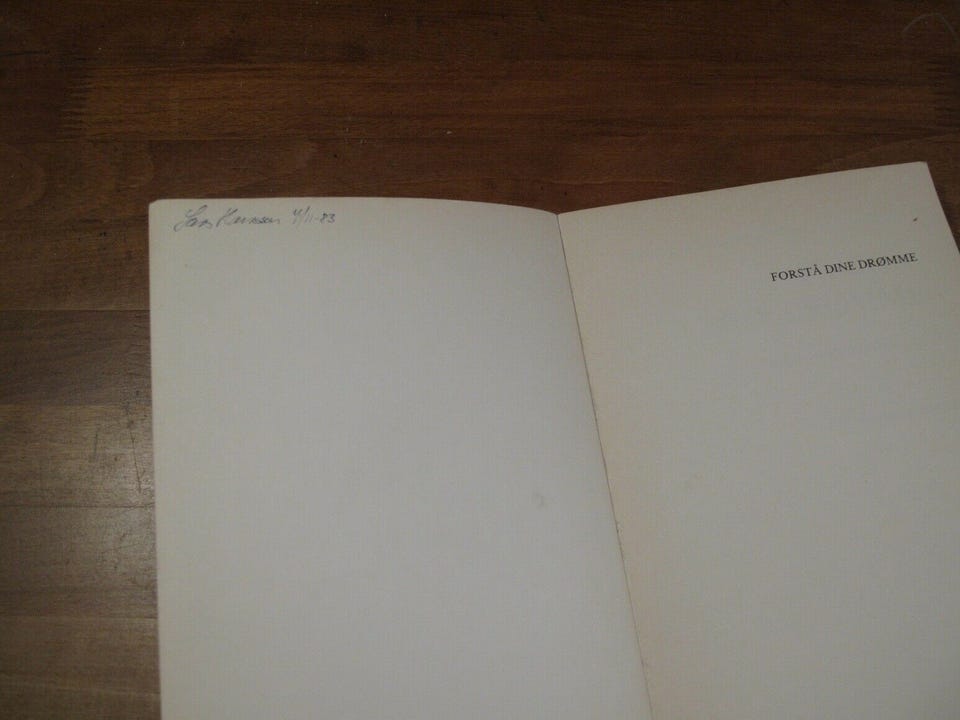 4/11-83
FORSTÅ DINE DRØMME